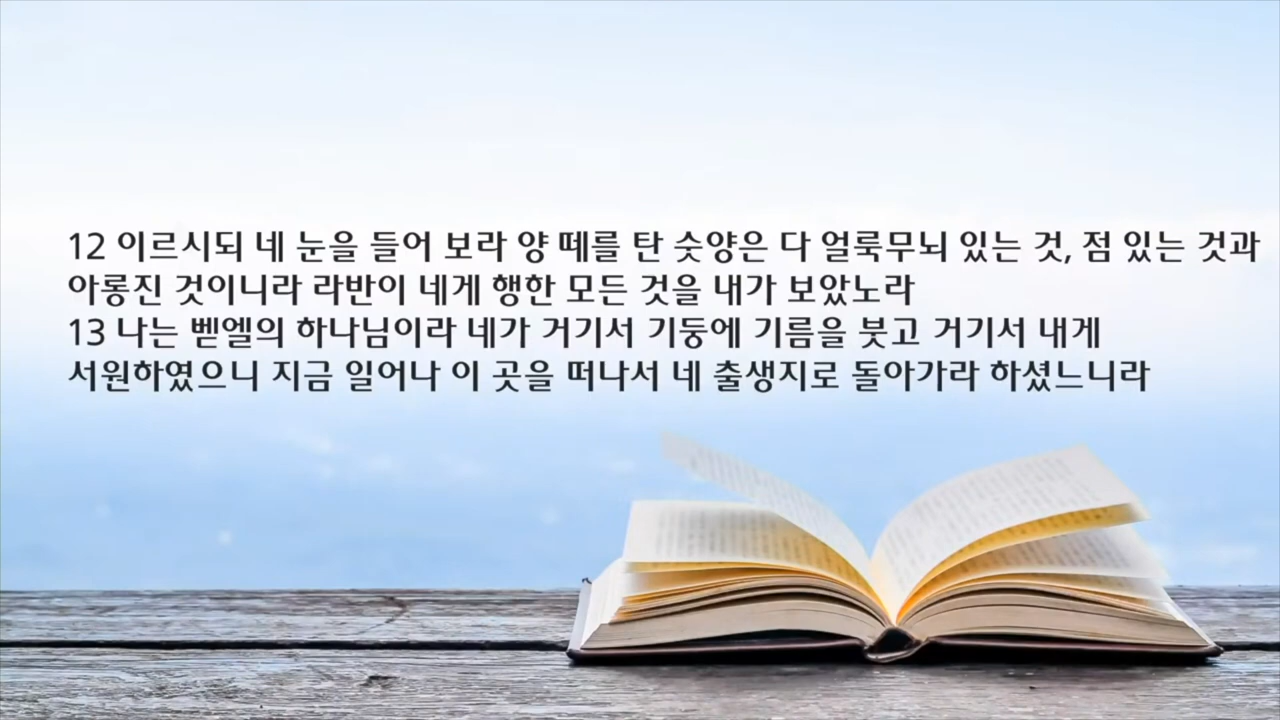 12 이르시되 네 눈을 들어 보라 양 떼를 탄 숫양은 다 얼룩무늬 있는 것, 점 있는 것과
아롱진 것이니라 라반이 네게 행한 모든 것을 내가 보았노라
13 나는 벧엘의 하나님이라 네가 거기서 기둥에 기름을 붓고 거기서 내게
서원하였으니 지금 일어나 이 곳을 떠나서 네 출생지로 돌아가라 하셨느니라